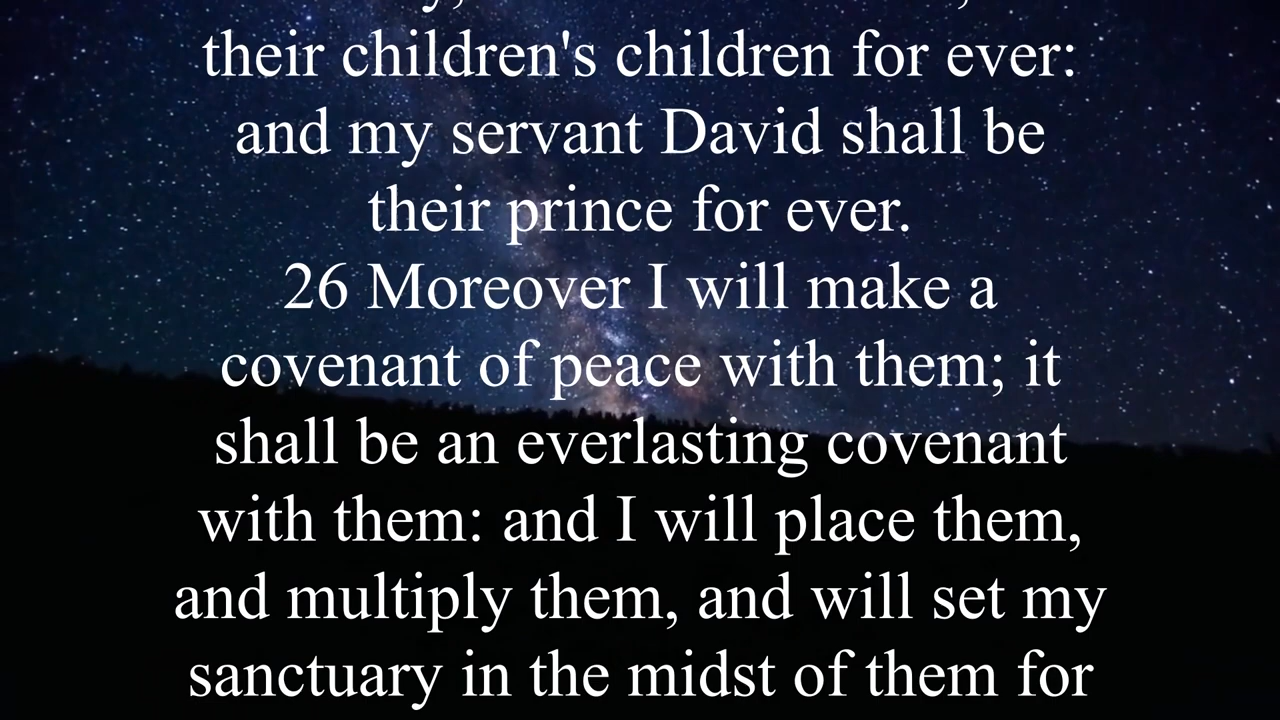 their children's children for ever:
and my servant David shall be
their prince for ever.
26 Moreover I will make a
covenant of peace with them; it
shall be an everlasting covenant
with them: and I will place them,
and multiply them, and will set my
sanctuary in the midst of them for